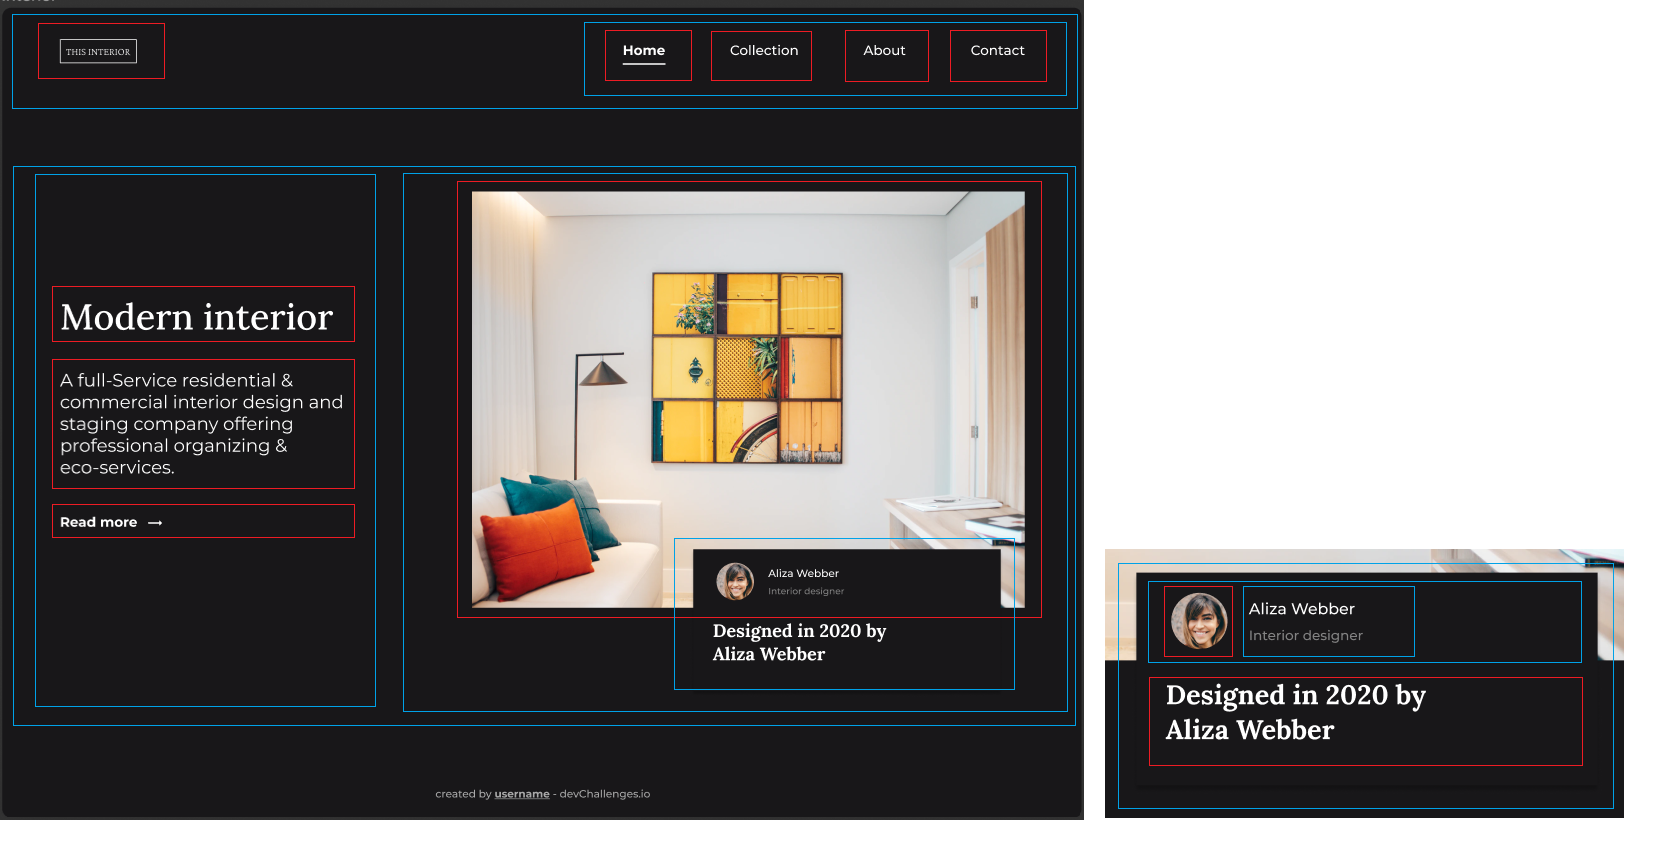 THIS INTERIOR
Home
Collection
About
Contact
Modern interior
A full-Service residential &
commercial interior design and
staging company offering
professional organizing &
eco-services.
Read more →
Aliza Webber
Interior designer
Designed in 2020 by
Aliza Webber
created by username - devChallenges.io
Aliza Webber
Interior designer
Designed in 2020 by
Aliza Webber